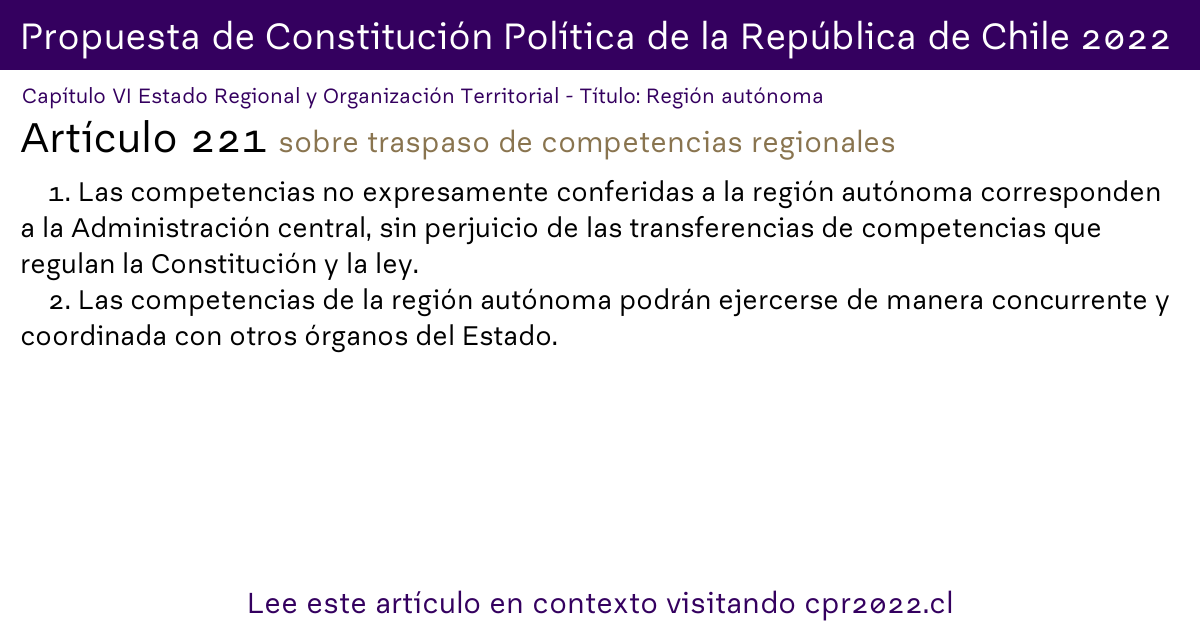 Propuesta de Constitución Política de la República de Chile 2022
Capítulo VI Estado Regional y Organización Territorial - Título: Región autónoma
Artículo 221 sobre traspaso de competencias regionales
1. Las competencias no expresamente conferidas a la región autónoma corresponden
a la Administración central, sin perjuicio de las transferencias de competencias que
regulan la Constitución y la ley.
2. Las competencias de la región autónoma podrán ejercerse de manera concurrente y
coordinada con otros órganos del Estado.
Lee este artículo en contexto visitando cpr2022.cl